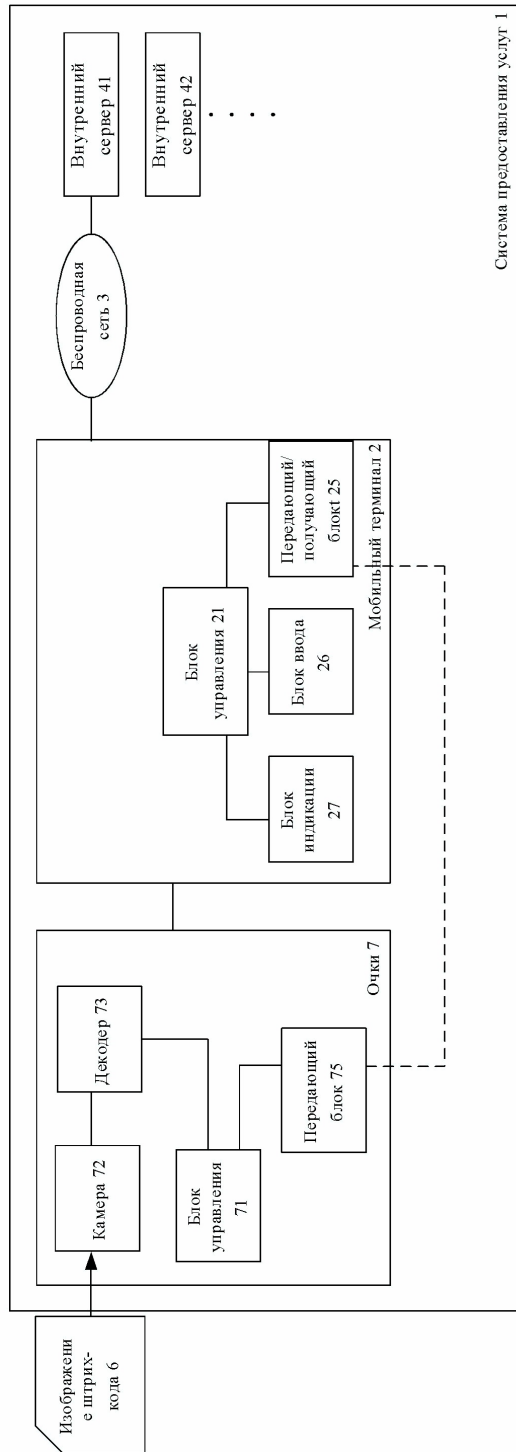 Изображени
е штрих-
кода 6
Камера 72
Декодер 73
Блок
управления
71
Передающий
блок 75
Очки 7
Блок
управления 21
Блок
индикации
27
Блок ввода
26
Передающий/
получающий
блокt 25
Мобильный терминал 2
Беспроводная
сеть 3
Внутренний
сервер 41
Внутренний
сервер 42
. . . .
Система предоставления услуг 1